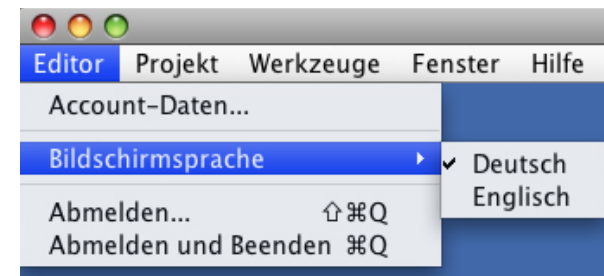 Editor Projekt Werkzeuge Fenster Hilfe
Account-Daten...
Bildschirmsprache
Deutsch
Englisch
Abmelden... ⇧⌘Q
Abmelden und Beenden ⌘Q